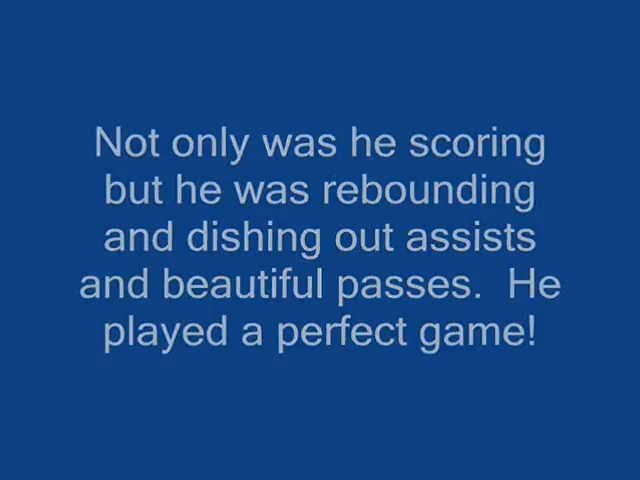 Not only was he scoring
but he was rebounding
and dishing out assists
and beautiful passes.  He
played a perfect game!